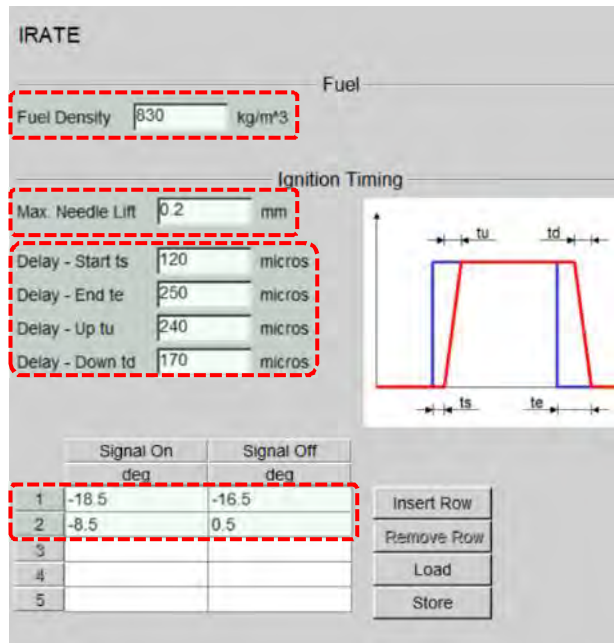 IRATE
Fuel
Fuel Density 830 kg/m^3
Ignition Timing
Max. Needle Lift 0.2 mm
Delay - Start ts 120 micros
Delay - End te 250 micros
Delay - Up tu 240 micros
Delay - Down td 170 micros
tu td
ts te
Signal On Signal Off
deg deg
1 -18.5 -16.5
2 -8.5 0.5
3
4
5
Insert Row
Remove Row
Load
Store